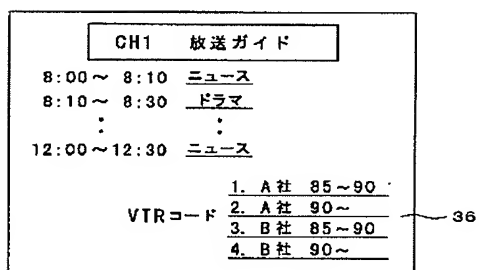 CH1 放送ガイド
8:00～ 8:10 ニュース
8:10～ 8:30 ドラマ
: :
12:00～12:30 ニュース
1. A社 85～90
VTRコード 2. A社 90～
36
3. B社 85～90
4. B社 90～